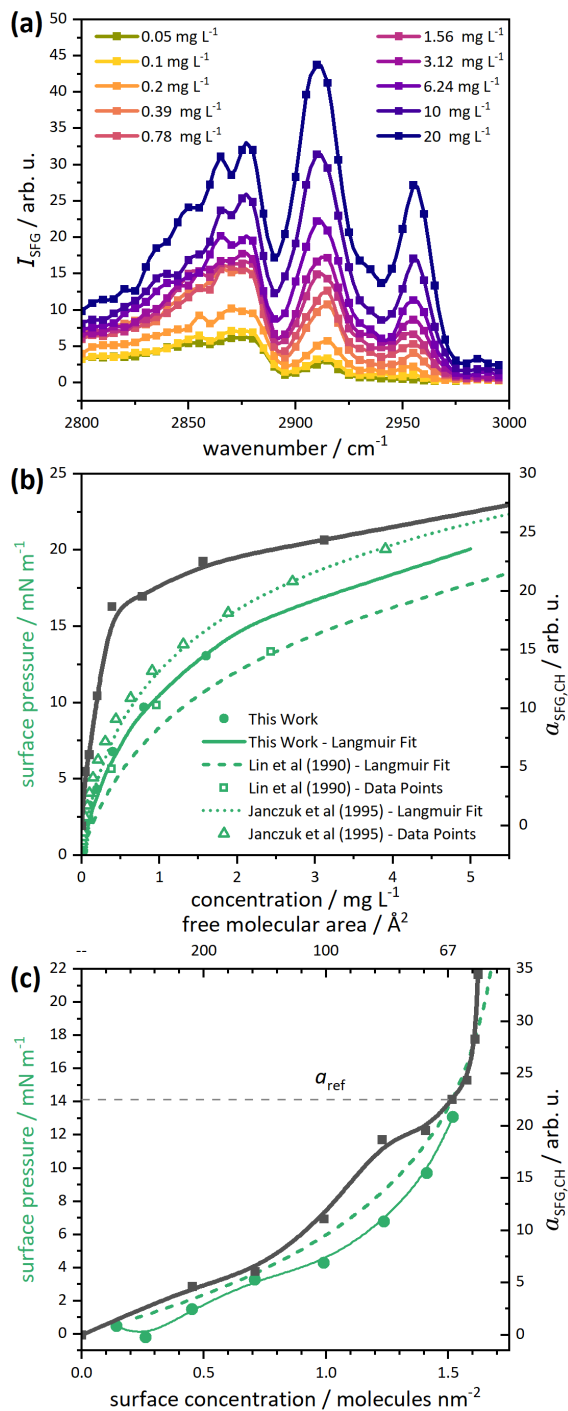 (a)
50
45
40
35
30
25
20
15
10
5
0
I_SFG / arb. u.
0.05 mg L⁻¹
0.1 mg L⁻¹
0.2 mg L⁻¹
0.39 mg L⁻¹
0.78 mg L⁻¹
1.56 mg L⁻¹
3.12 mg L⁻¹
6.24 mg L⁻¹
10 mg L⁻¹
20 mg L⁻¹
2800 2850 2900 2950 3000
wavenumber / cm⁻¹
(b)
25
20
15
10
5
0
surface pressure / mN m⁻¹
30
25
20
15
10
5
0
a_SFG,CH / arb. u.
This Work
This Work - Langmuir Fit
Lin et al (1990) - Langmuir Fit
Lin et al (1990) - Data Points
Janczuk et al (1995) - Langmuir Fit
Janczuk et al (1995) - Data Points
0 1 2 3 4 5
concentration / mg L⁻¹
free molecular area / Å²
-- 200 100 67
(c)
22
20
18
16
14
12
10
8
6
4
2
0
surface pressure / mN m⁻¹
a_ref
35
30
25
20
15
10
5
0
a_SFG,CH / arb. u.
0.0 0.5 1.0 1.5
surface concentration / molecules nm⁻²